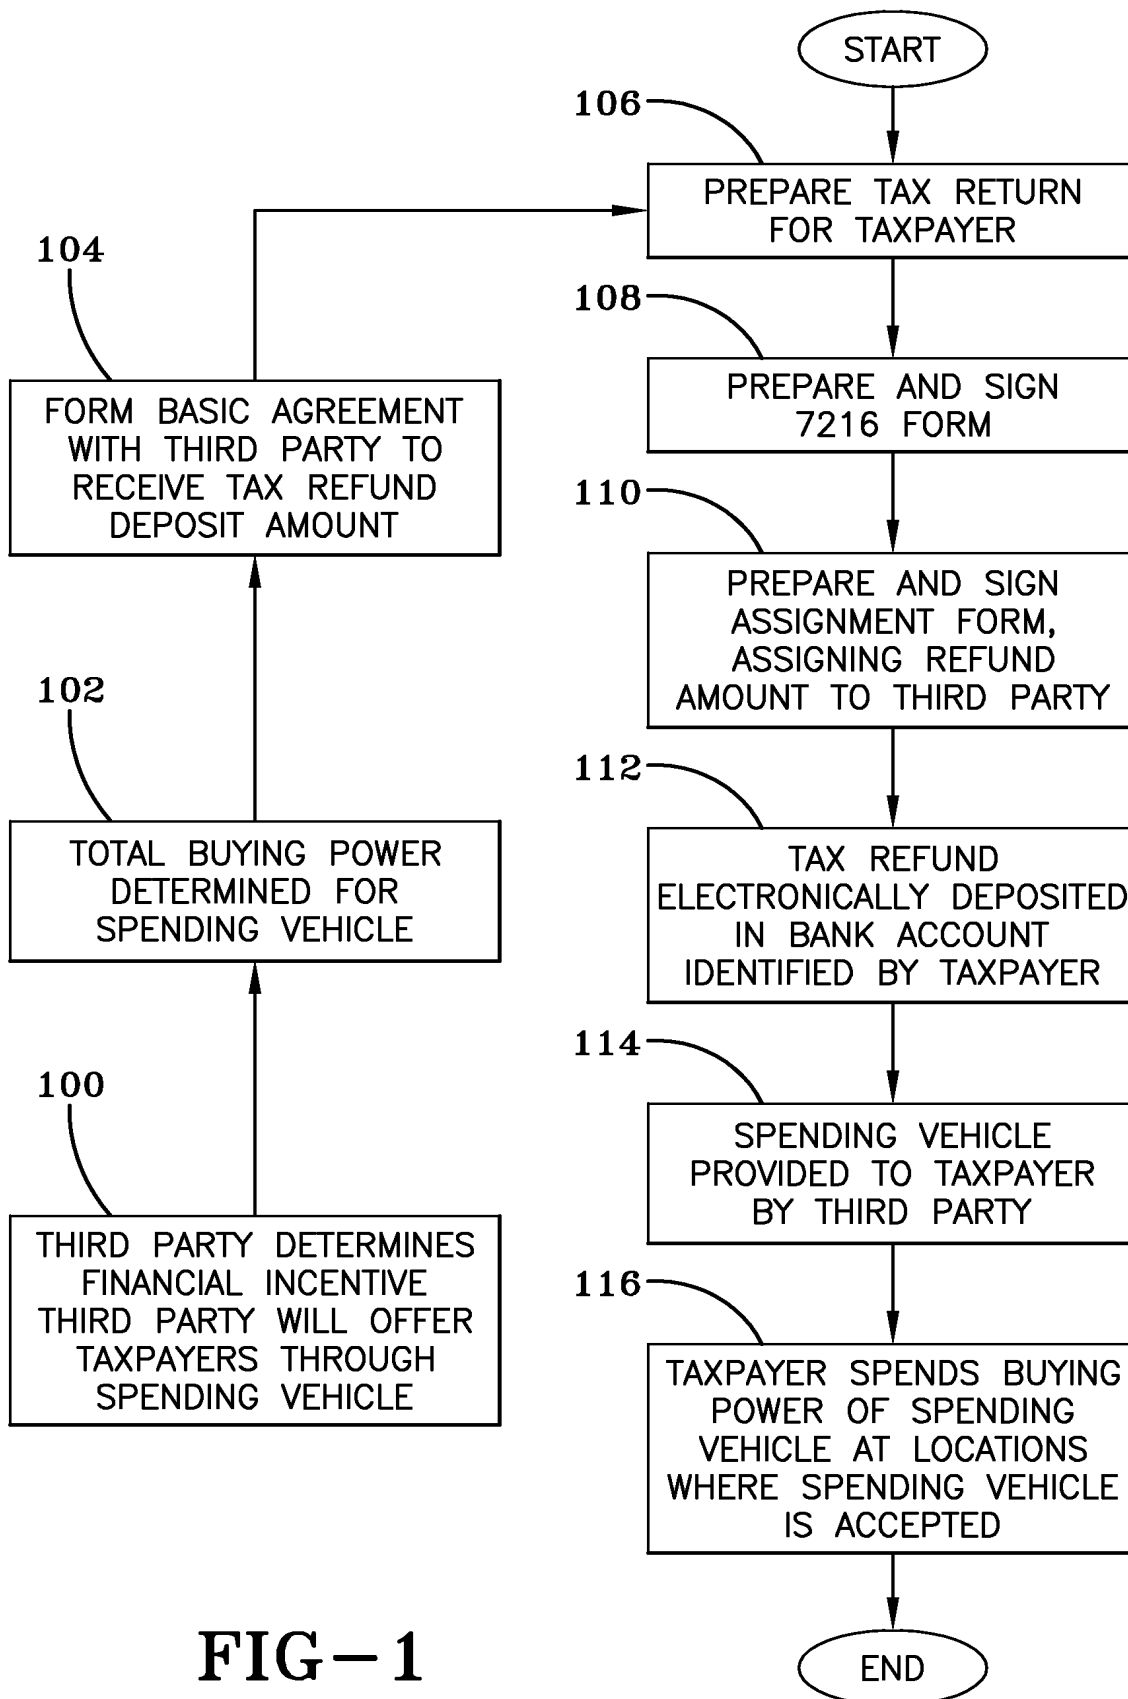 START
106
PREPARE TAX RETURN
FOR TAXPAYER
104
108
FORM BASIC AGREEMENT
WITH THIRD PARTY TO
RECEIVE TAX REFUND
DEPOSIT AMOUNT
PREPARE AND SIGN
7216 FORM
110
PREPARE AND SIGN
ASSIGNMENT FORM,
ASSIGNING REFUND
AMOUNT TO THIRD PARTY
102
TOTAL BUYING POWER
DETERMINED FOR
SPENDING VEHICLE
112
TAX REFUND
ELECTRONICALLY DEPOSITED
IN BANK ACCOUNT
IDENTIFIED BY TAXPAYER
100
THIRD PARTY DETERMINES
FINANCIAL INCENTIVE
THIRD PARTY WILL OFFER
TAXPAYERS THROUGH
SPENDING VEHICLE
114
SPENDING VEHICLE
PROVIDED TO TAXPAYER
BY THIRD PARTY
116
TAXPAYER SPENDS BUYING
POWER OF SPENDING
VEHICLE AT LOCATIONS
WHERE SPENDING VEHICLE
IS ACCEPTED
END
FIG-1